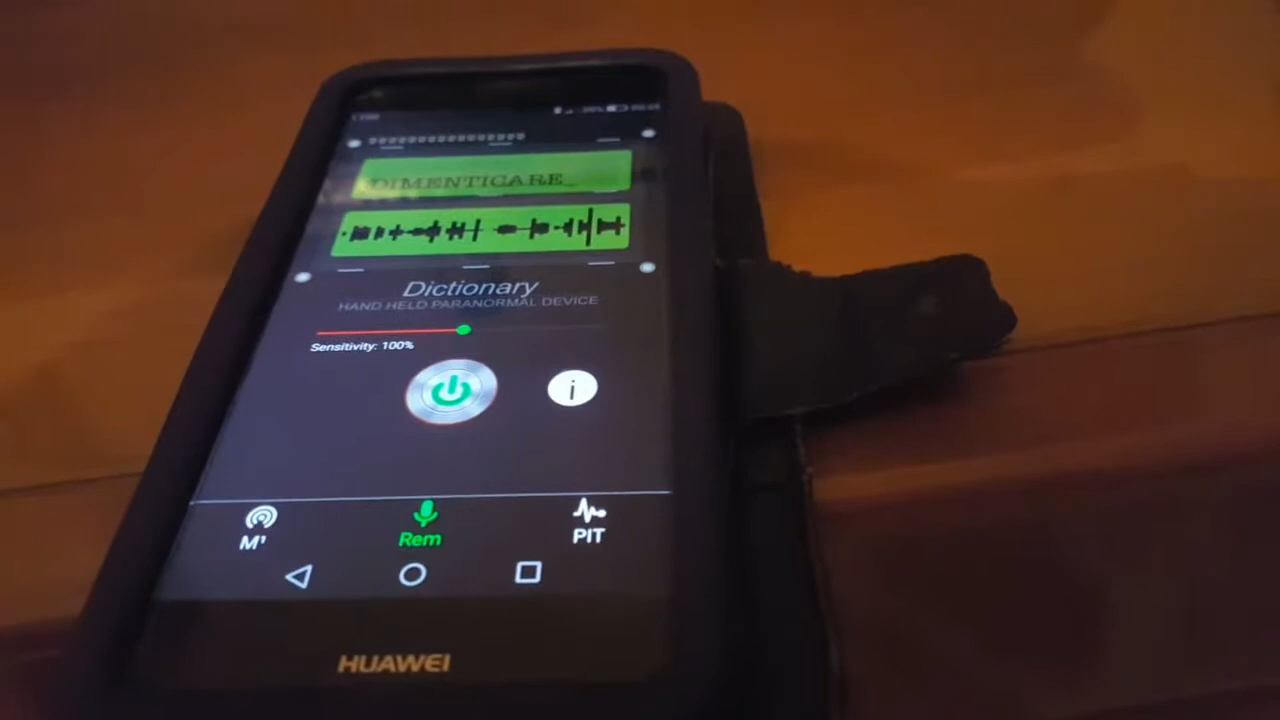 DIMENTICARE_
Dictionary
HAND HELD PARANORMAL DEVICE
Sensitivity: 100%
i
M'
Rem
PIT
HUAWEI